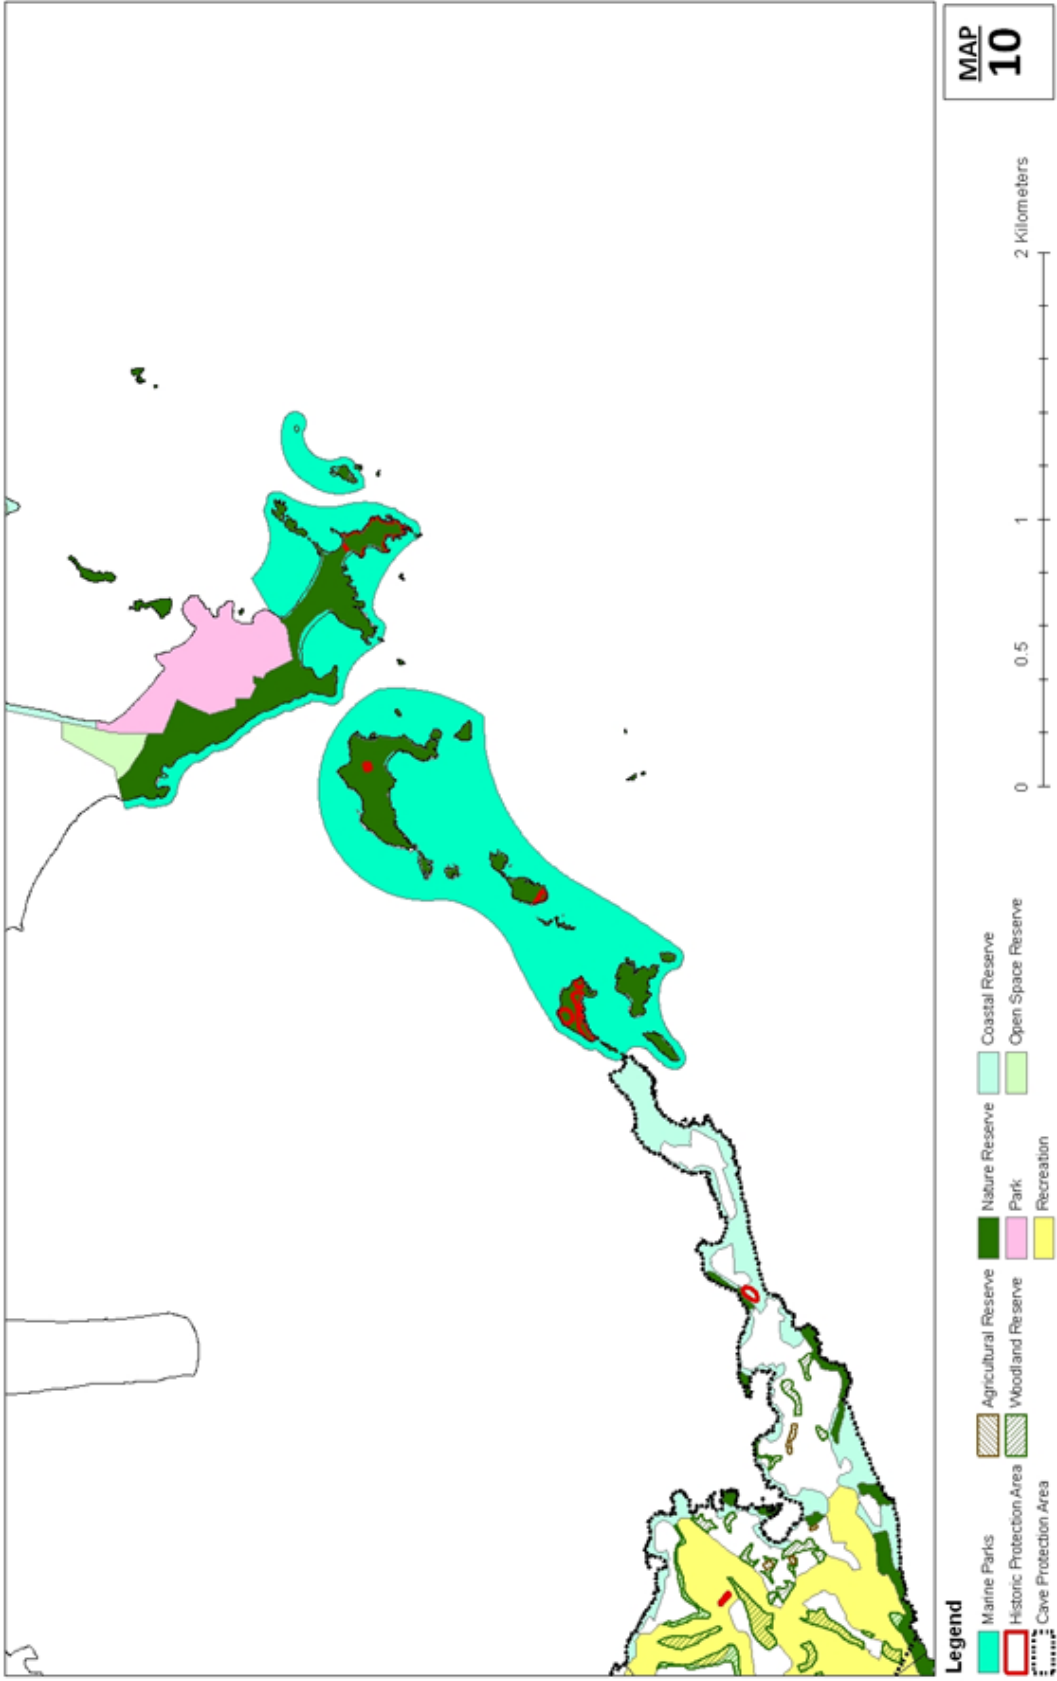 MAP
10
2 Kilometers
1
0.5
0
Legend
Marine Parks
Historic Protection Area
Cave Protection Area
Agricultural Reserve
Woodland Reserve
Nature Reserve
Park
Recreation
Coastal Reserve
Open Space Reserve